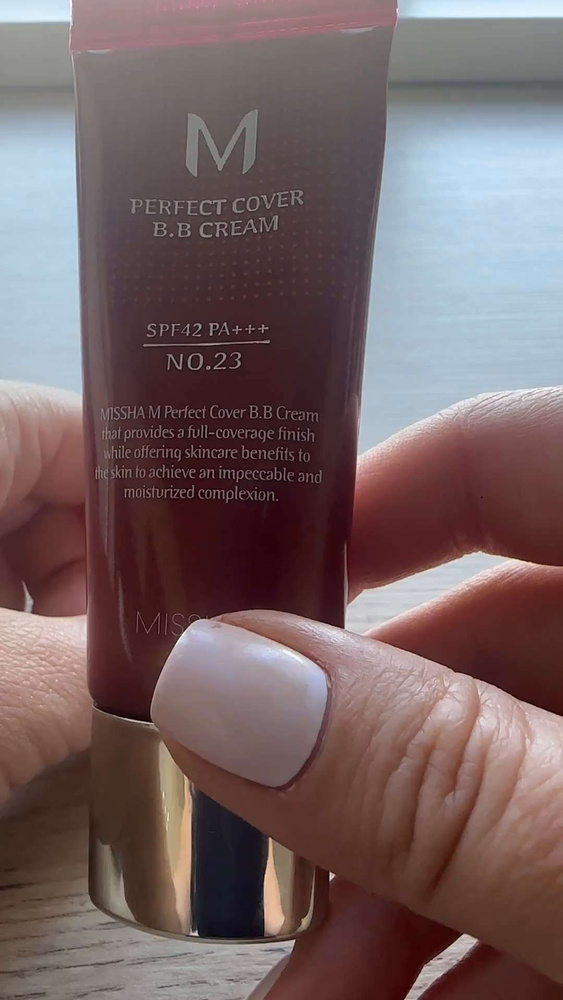 M
PERFECT COVER
B.B CREAM
SPF42 PA+++
NO.23
MISSHA M Perfect Cover B.B Cream
that provides a full-coverage finish
while offering skincare benefits to
the skin to achieve an impeccable and
moisturized complexion.